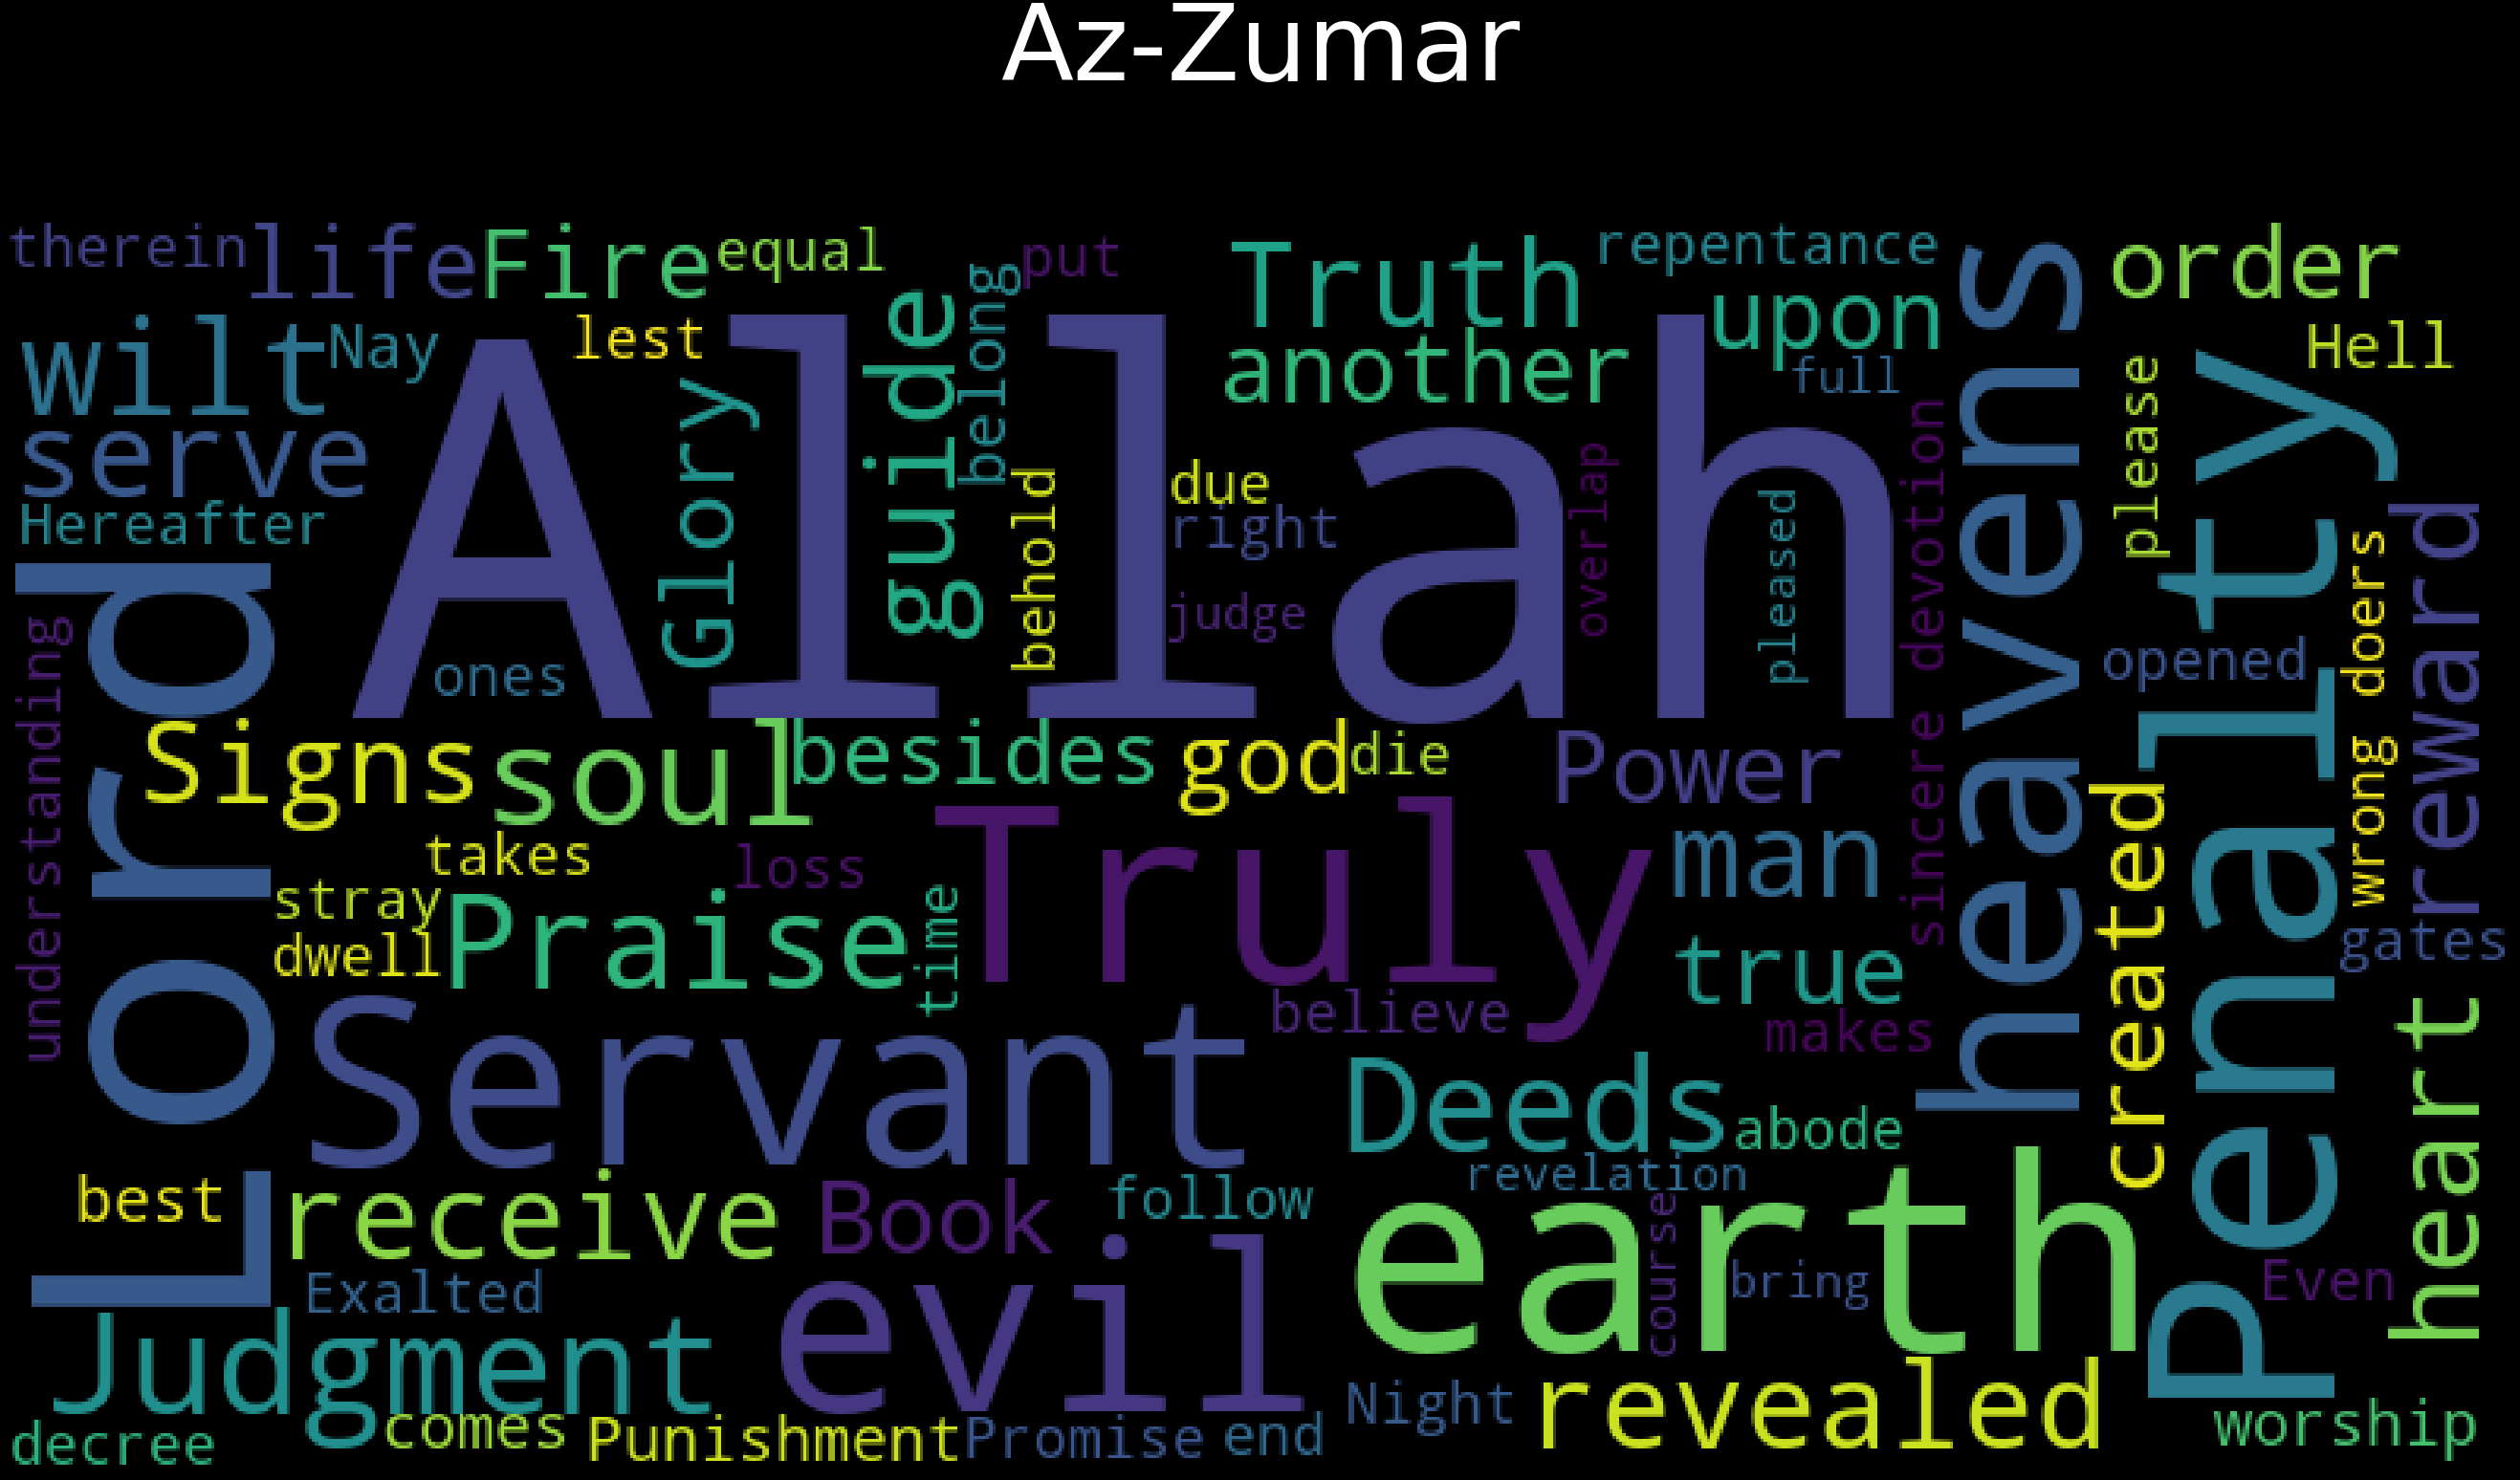 Az-Zumar
therein life Fire equal put Truth repentance order
wilt Nay lest guide belong another upon full heavens please Hell
serve Glory Allah Penalty
Hereafter behold due right overlap pleased sincere devotion wrong doers reward
Lord understanding ones judge opened
Signs soul besides god die Power created
takes loss Truly man
stray Praise time true gates
dwell believe makes heart
Servant Deeds abode
best receive Book follow revelation earth
Exalted evil course bring Even
Judgment Night revealed
decree comes Punishment Promise end worship